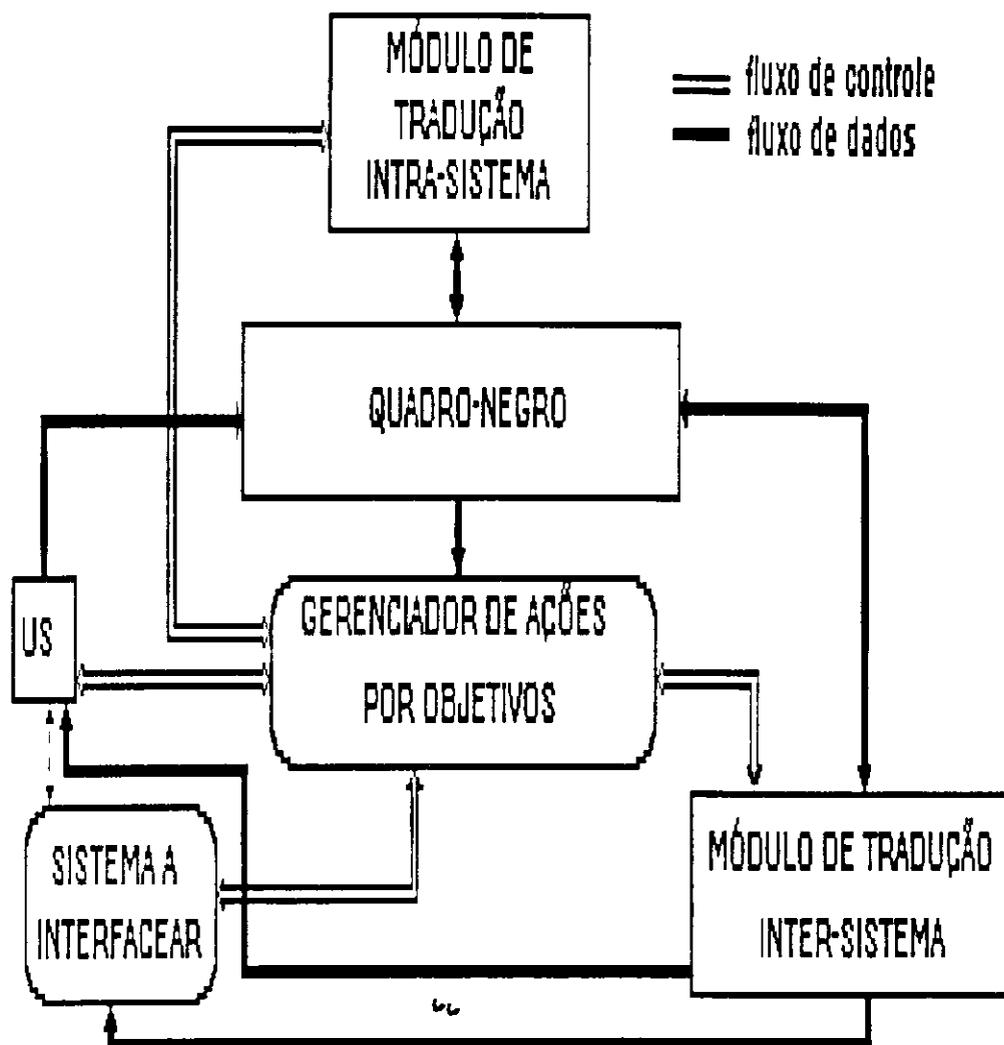 MÓDULO DE
TRADUÇÃO
INTRA-SISTEMA
fluxo de controle
fluxo de dados
QUADRO-NEGRO
US
GERENCIADOR DE AÇÕES
POR OBJETIVOS
SISTEMA A
INTERFACEAR
MÓDULO DE TRADUÇÃO
INTER-SISTEMA